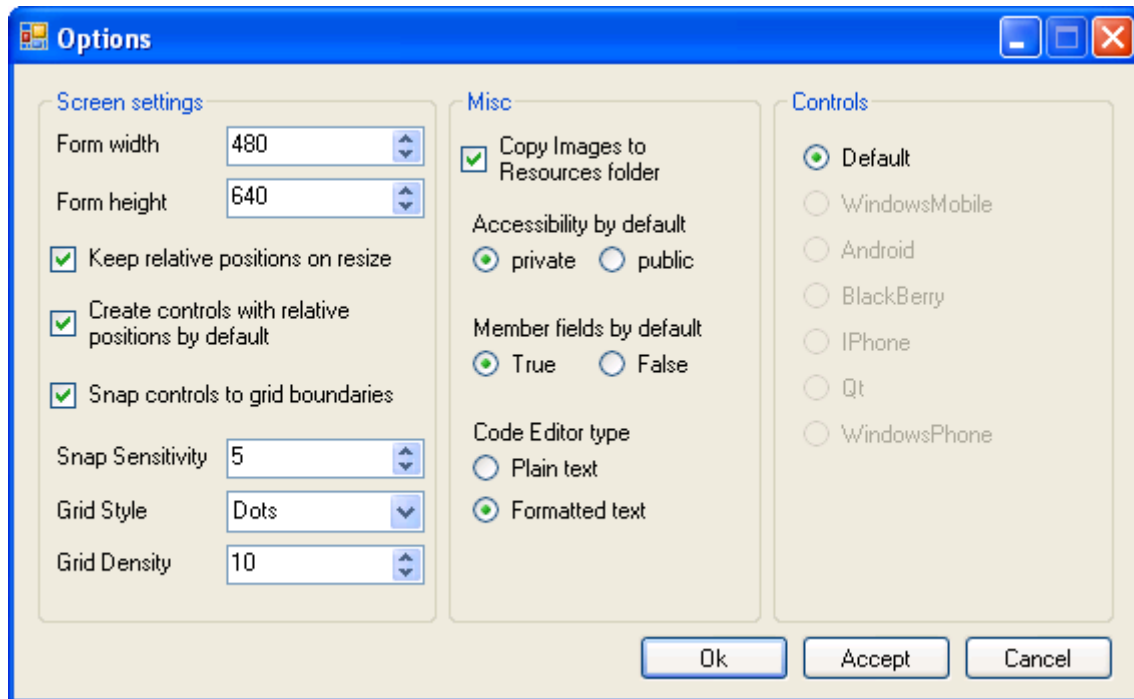 Options
Screen settings
Form width 480
Form height 640
Keep relative positions on resize
Create controls with relative
positions by default
Snap controls to grid boundaries
Snap Sensitivity 5
Grid Style Dots
Grid Density 10
Misc
Copy Images to
Resources folder
Accessibility by default
private public
Member fields by default
True False
Code Editor type
Plain text
Formatted text
Controls
Default
WindowsMobile
Android
BlackBerry
IPhone
Qt
WindowsPhone
Ok Accept Cancel